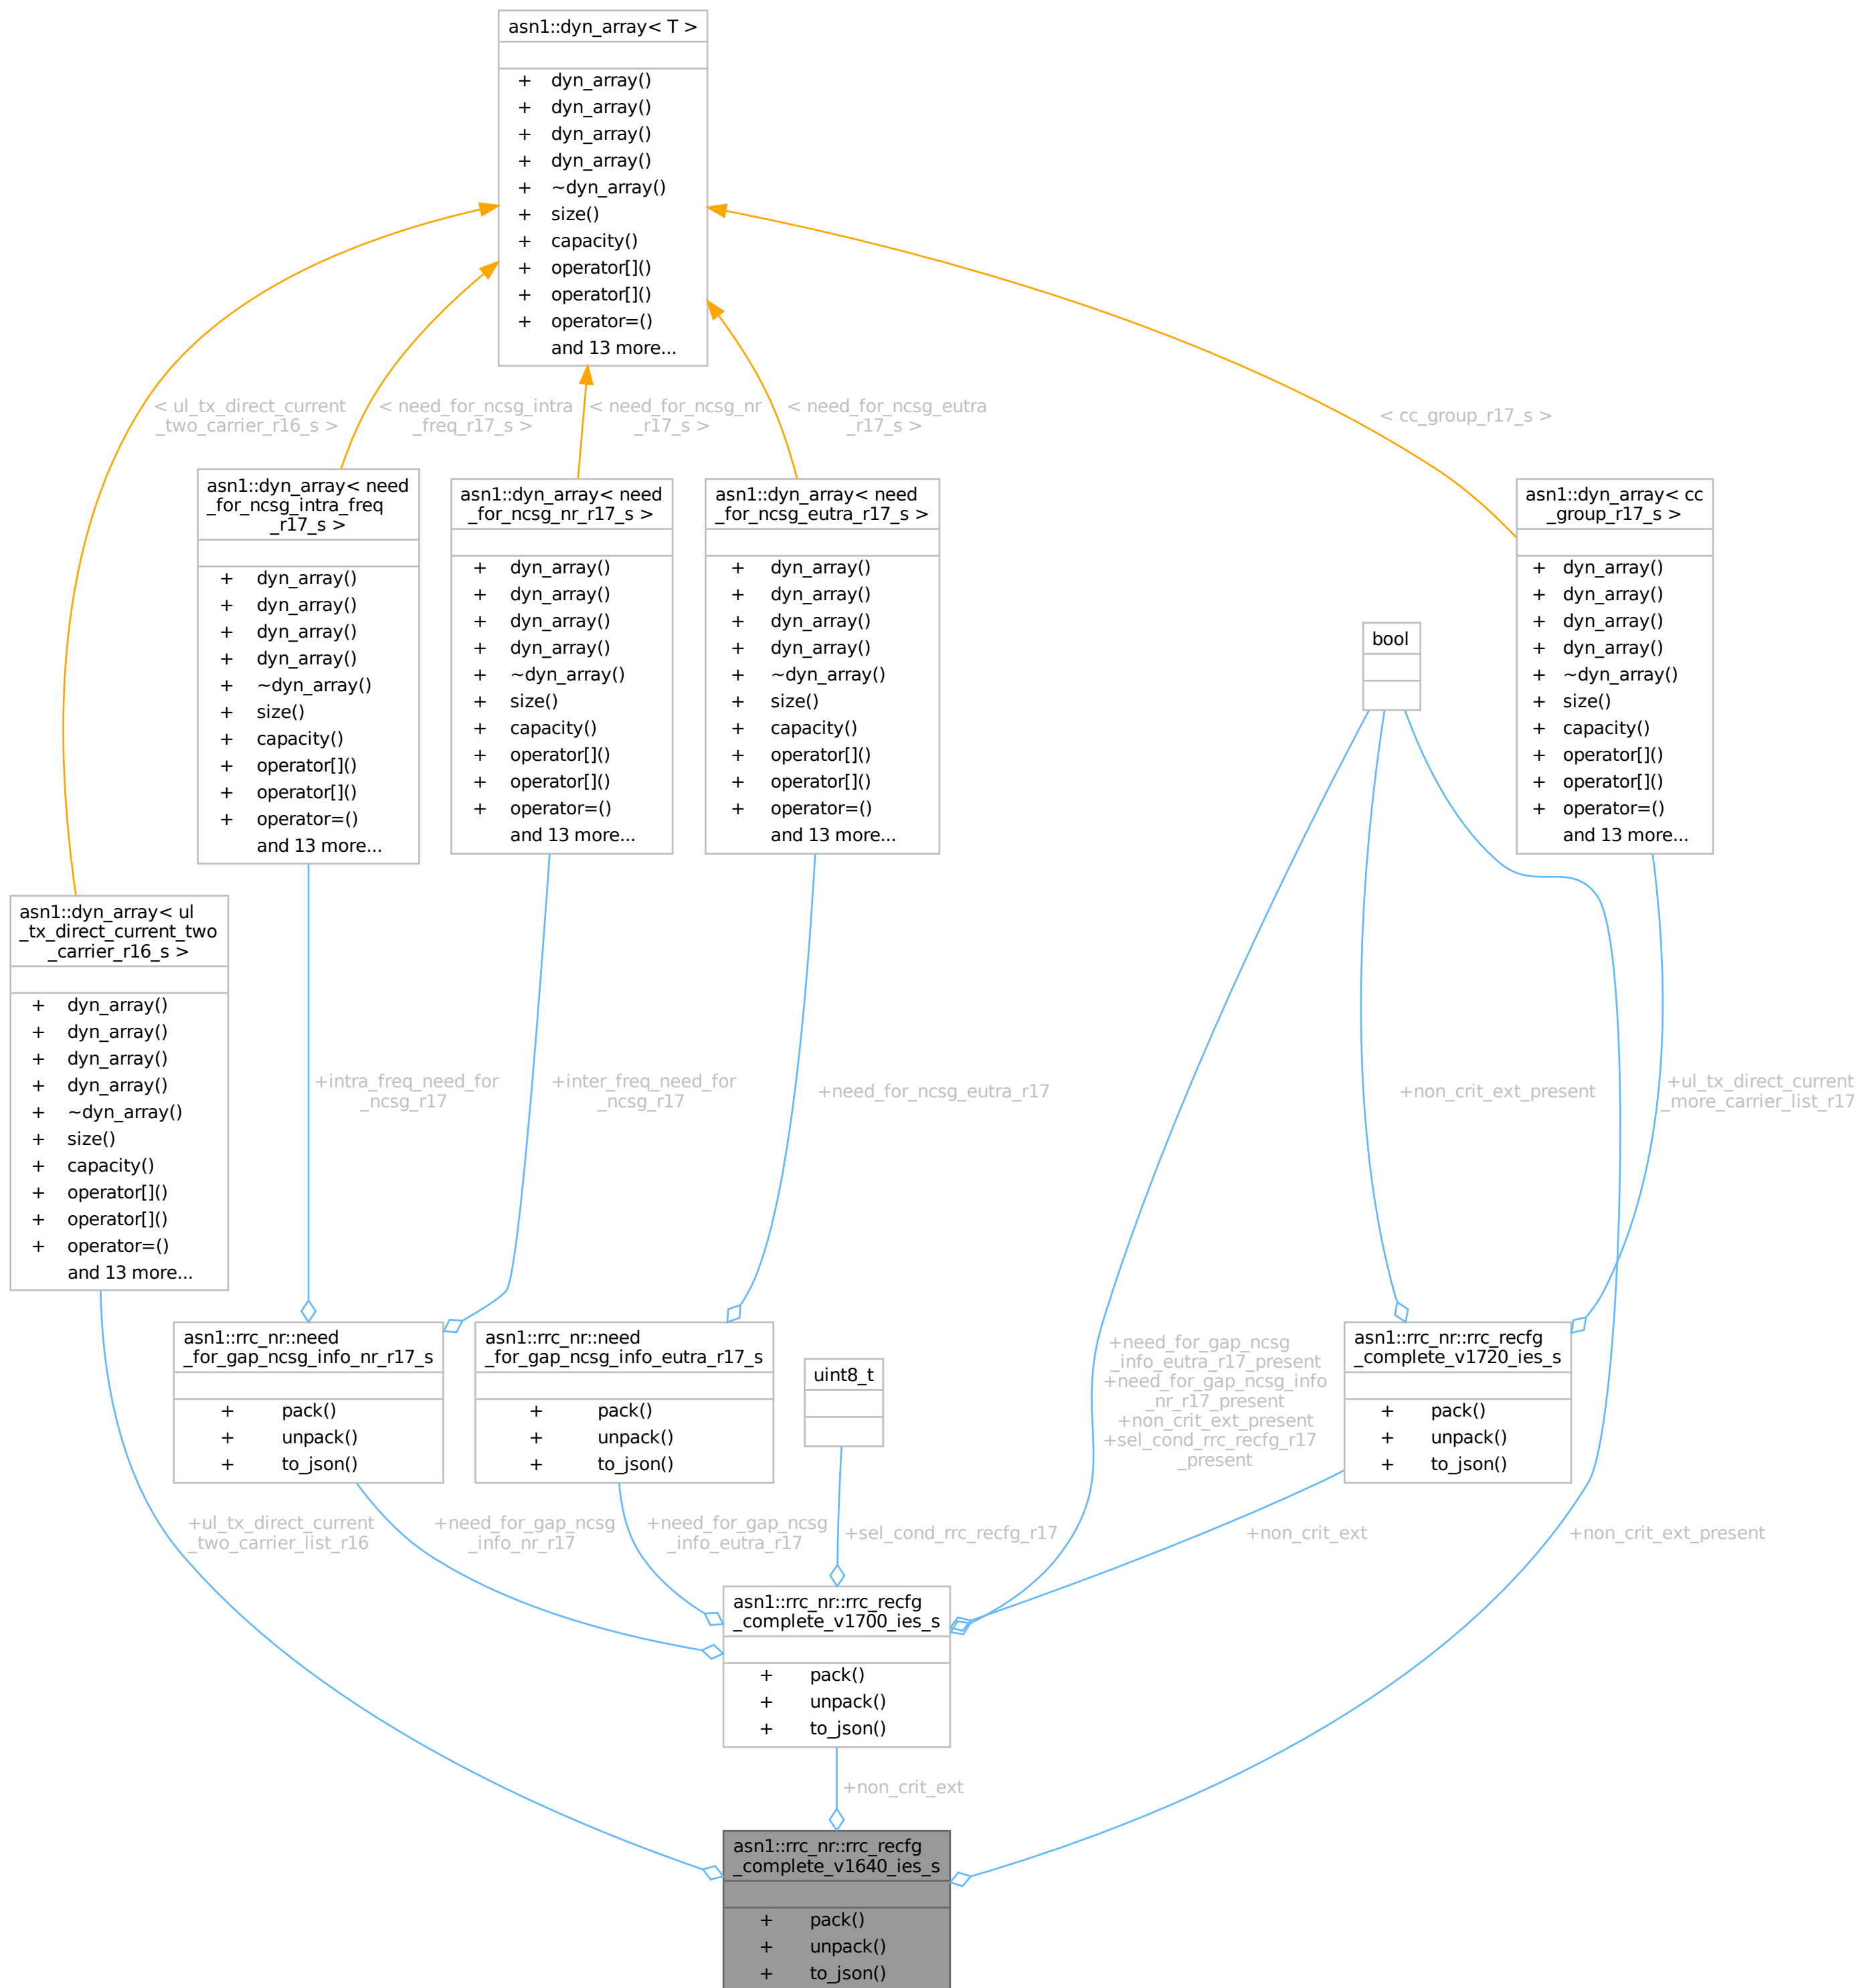 asn1::dyn_array< T >
+ dyn_array()
+ dyn_array()
+ dyn_array()
+ dyn_array()
+ ~dyn_array()
+ size()
+ capacity()
+ operator[]()
+ operator[]()
+ operator=()
and 13 more...
< ul_tx_direct_current
_two_carrier_r16_s >
< need_for_ncsg_intra
_freq_r17_s >
< need_for_ncsg_nr
_r17_s >
< need_for_ncsg_eutra
_r17_s >
< cc_group_r17_s >
asn1::dyn_array< need
_for_ncsg_intra_freq
_r17_s >
+ dyn_array()
+ dyn_array()
+ dyn_array()
+ dyn_array()
+ ~dyn_array()
+ size()
+ capacity()
+ operator[]()
+ operator[]()
+ operator=()
and 13 more...
asn1::dyn_array< need
_for_ncsg_nr_r17_s >
+ dyn_array()
+ dyn_array()
+ dyn_array()
+ dyn_array()
+ ~dyn_array()
+ size()
+ capacity()
+ operator[]()
+ operator[]()
+ operator=()
and 13 more...
asn1::dyn_array< need
_for_ncsg_eutra_r17_s >
+ dyn_array()
+ dyn_array()
+ dyn_array()
+ dyn_array()
+ ~dyn_array()
+ size()
+ capacity()
+ operator[]()
+ operator[]()
+ operator=()
and 13 more...
bool
asn1::dyn_array< cc
_group_r17_s >
+ dyn_array()
+ dyn_array()
+ dyn_array()
+ dyn_array()
+ ~dyn_array()
+ size()
+ capacity()
+ operator[]()
+ operator[]()
+ operator=()
and 13 more...
asn1::dyn_array< ul
_tx_direct_current_two
_carrier_r16_s >
+ dyn_array()
+ dyn_array()
+ dyn_array()
+ dyn_array()
+ ~dyn_array()
+ size()
+ capacity()
+ operator[]()
+ operator[]()
+ operator=()
and 13 more...
+intra_freq_need_for
_ncsg_r17
+inter_freq_need_for
_ncsg_r17
+need_for_ncsg_eutra_r17
+non_crit_ext_present
+ul_tx_direct_current
_more_carrier_list_r17
asn1::rrc_nr::need
_for_gap_ncsg_info_nr_r17_s
+ pack()
+ unpack()
+ to_json()
asn1::rrc_nr::need
_for_gap_ncsg_info_eutra_r17_s
+ pack()
+ unpack()
+ to_json()
uint8_t
+need_for_gap_ncsg
_info_eutra_r17_present
+need_for_gap_ncsg_info
_nr_r17_present
+non_crit_ext_present
+sel_cond_rrc_recfg_r17
_present
asn1::rrc_nr::rrc_recfg
_complete_v1720_ies_s
+ pack()
+ unpack()
+ to_json()
+ul_tx_direct_current
_two_carrier_list_r16
+need_for_gap_ncsg
_info_nr_r17
+need_for_gap_ncsg
_info_eutra_r17
+sel_cond_rrc_recfg_r17
+non_crit_ext
+non_crit_ext_present
asn1::rrc_nr::rrc_recfg
_complete_v1700_ies_s
+ pack()
+ unpack()
+ to_json()
+non_crit_ext
asn1::rrc_nr::rrc_recfg
_complete_v1640_ies_s
+ pack()
+ unpack()
+ to_json()